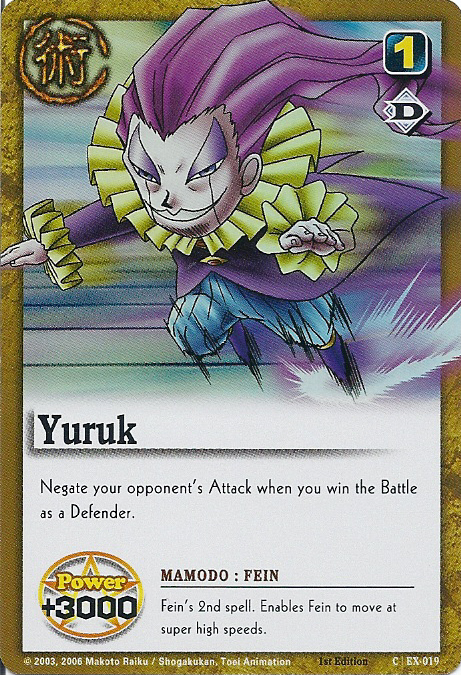 術
1
D
Yuruk
Negate your opponent's Attack when you win the Battle
as a Defender.
Power
+3000
MAMODO : FEIN
Fein's 2nd spell. Enables Fein to move at
super high speeds.
© 2003, 2006 Makoto Raiku / Shogakukan, Toei Animation 1st Edition C | EX-019